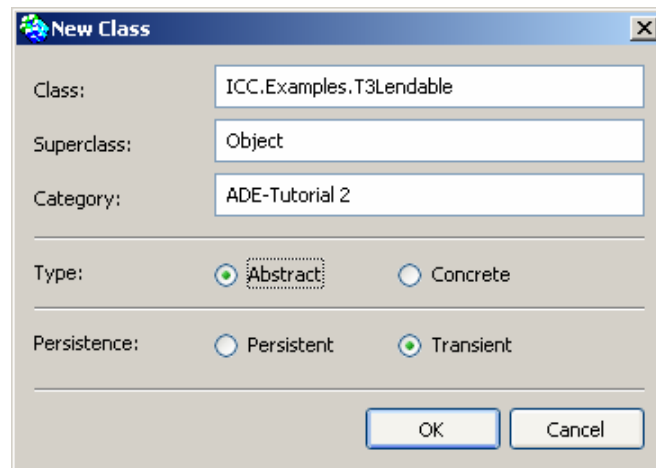 New Class
Class: ICC.Examples.T3Lendable
Superclass: Object
Category: ADE-Tutorial 2
Type: Abstract Concrete
Persistence: Persistent Transient
OK Cancel